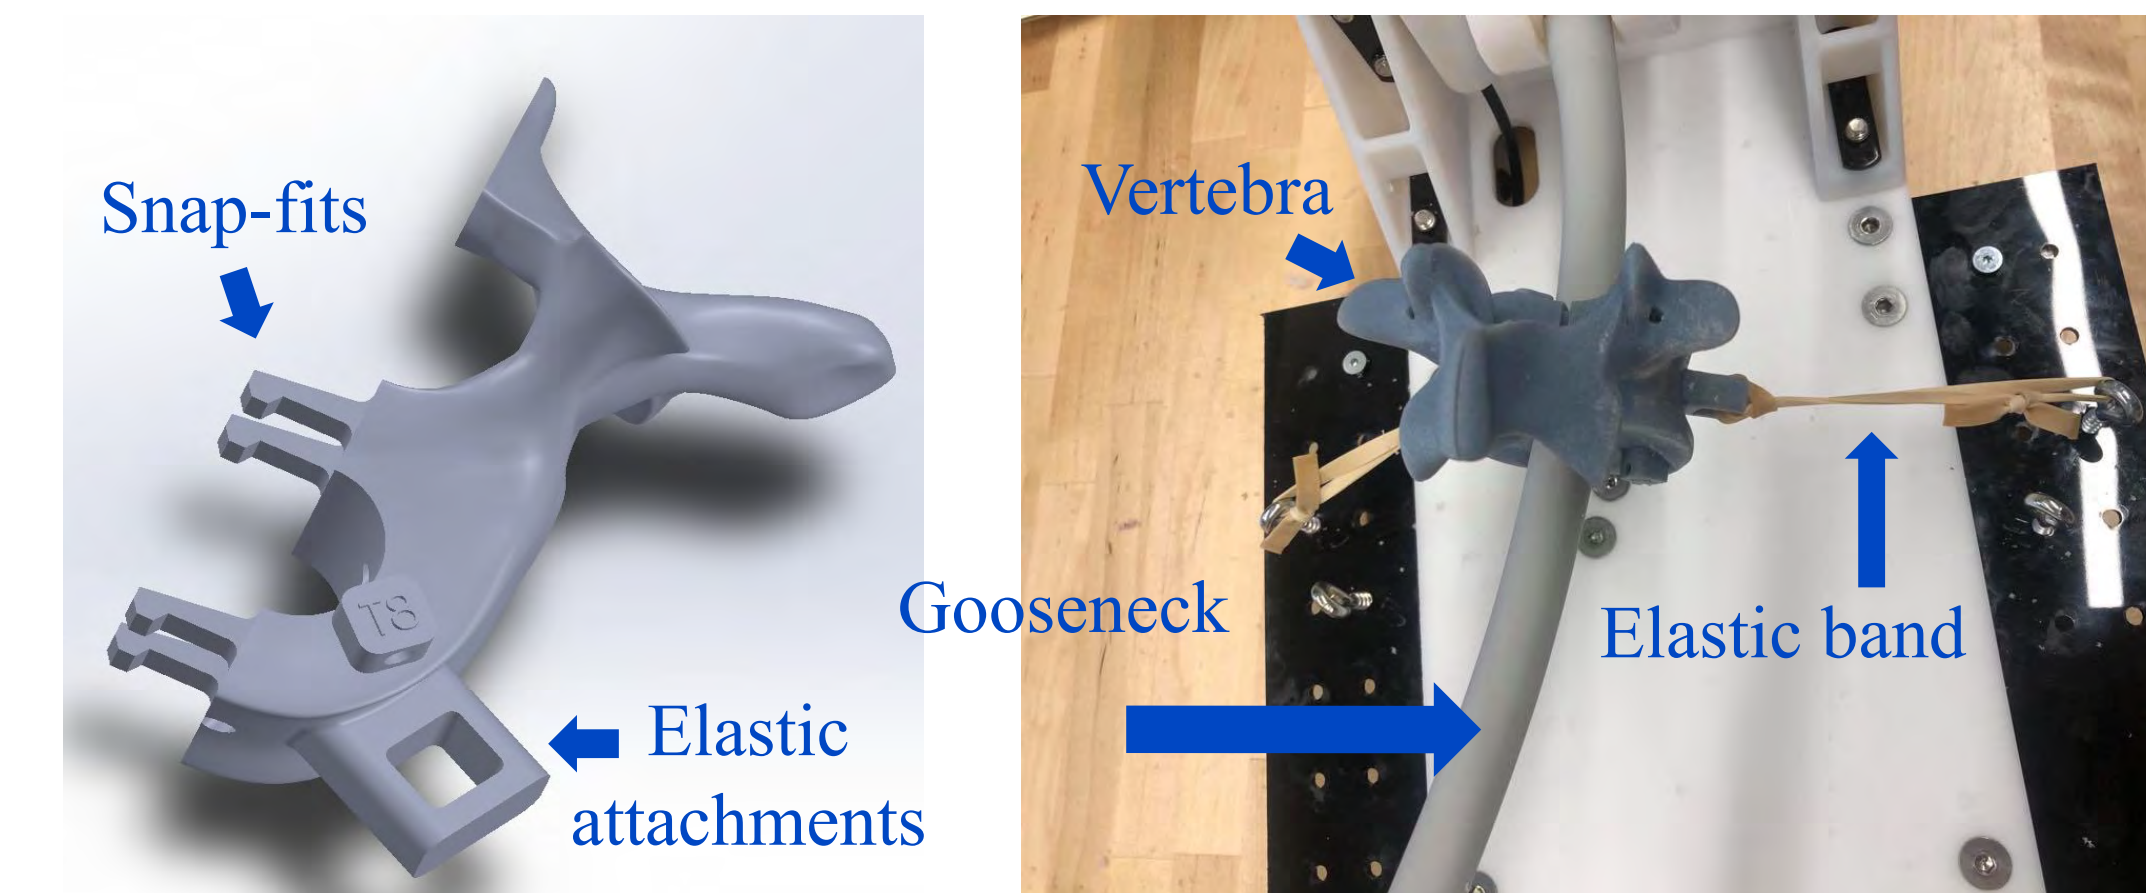 Snap-fits
T8
Elastic
attachments
Vertebra
Gooseneck
Elastic band